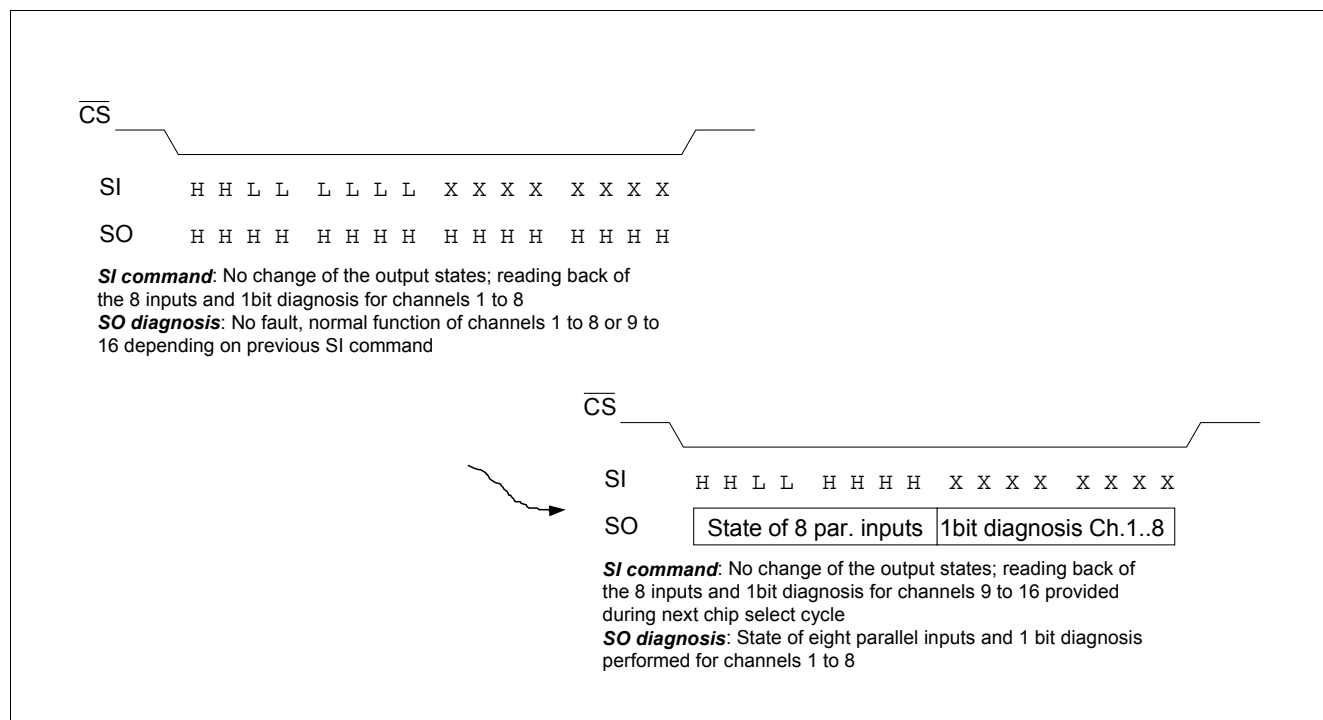 CS
SI H H L L L L L L X X X X X X X X
SO H H H H H H H H H H H H H H H H
SI command: No change of the output states; reading back of
the 8 inputs and 1bit diagnosis for channels 1 to 8
SO diagnosis: No fault, normal function of channels 1 to 8 or 9 to
16 depending on previous SI command
CS
SI H H L L H H H H X X X X X X X X
SO State of 8 par. inputs 1bit diagnosis Ch.1..8
SI command: No change of the output states; reading back of
the 8 inputs and 1bit diagnosis for channels 9 to 16 provided
during next chip select cycle
SO diagnosis: State of eight parallel inputs and 1 bit diagnosis
performed for channels 1 to 8